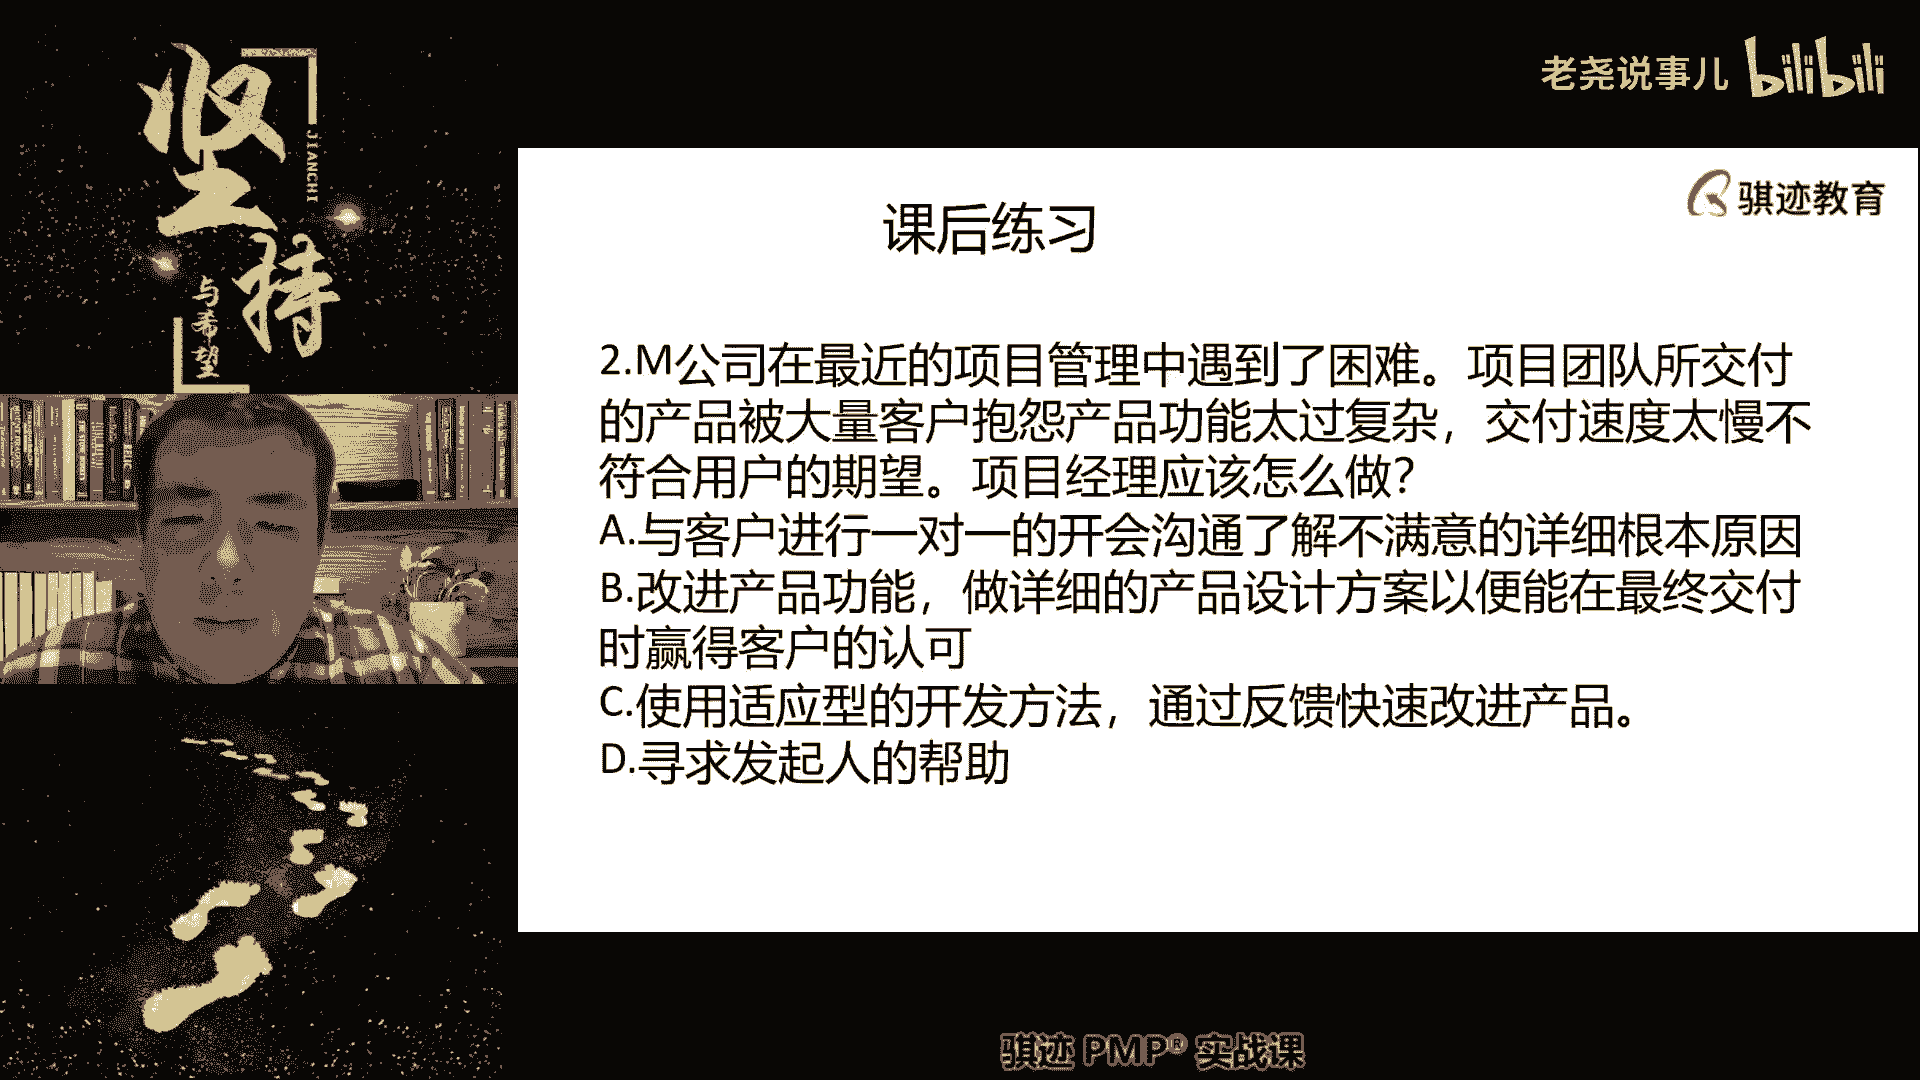 坚持
JIANCHI
与希望
老尧说事儿 bilibili
骐迹教育
课后练习
2.M公司在最近的项目管理中遇到了困难。项目团队所交付
的产品被大量客户抱怨产品功能太过复杂，交付速度太慢不
符合用户的期望。项目经理应该怎么做？
A.与客户进行一对一的开会沟通了解不满意的详细根本原因
B.改进产品功能，做详细的产品设计方案以便能在最终交付
时赢得客户的认可
C.使用适应型的开发方法，通过反馈快速改进产品。
D.寻求发起人的帮助
骐迹 PMP® 实战课